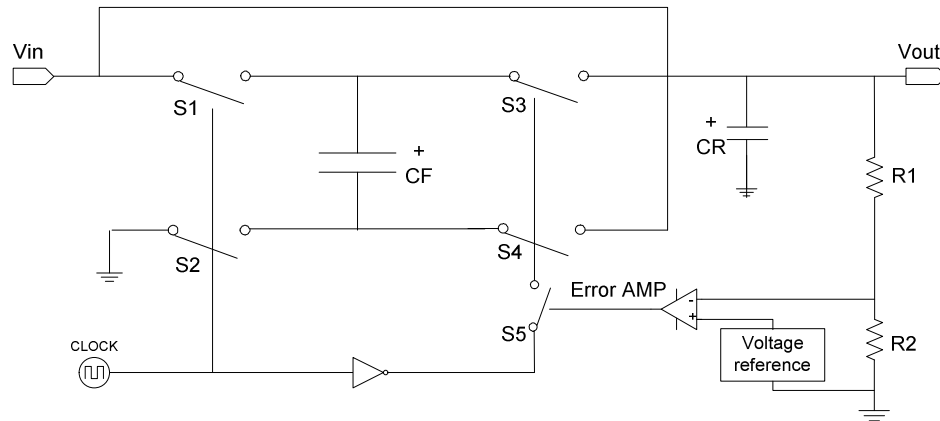 Vin
Vout
S1
S3
+
CF
+
CR
R1
S2
S4
Error AMP
-
+
S5
R2
Voltage
reference
CLOCK